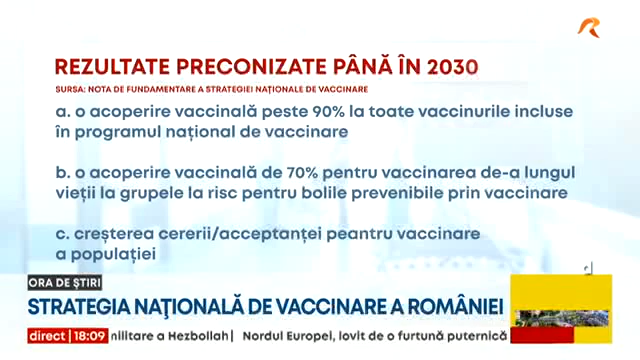 REZULTATE PRECONIZATE PÂNĂ ÎN 2030
SURSA: NOTA DE FUNDAMENTARE A STRATEGIEI NAȚIONALE DE VACCINARE
a. o acoperire vaccinală peste 90% la toate vaccinurile incluse
în programul național de vaccinare
b. o acoperire vaccinală de 70% pentru vaccinarea de-a lungul
vieții la grupele la risc pentru bolile prevenibile prin vaccinare
c. creșterea cererii/acceptanței peantru vaccinare
a populației
d
ORA DE ȘTIRI
STRATEGIA NAŢIONALĂ DE VACCINARE A ROMÂNIEI
direct 18:09 militare a Hezbollah | Nordul Europei, lovit de o furtună puternică